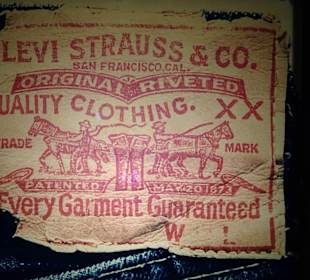 LEVI STRAUSS & CO.
SAN FRANCISCO, CAL.
ORIGINAL RIVETED
UALITY CLOTHING. XX
TRADE MARK
PATENTED MAY 20 1873
Every Garment Guaranteed
W L